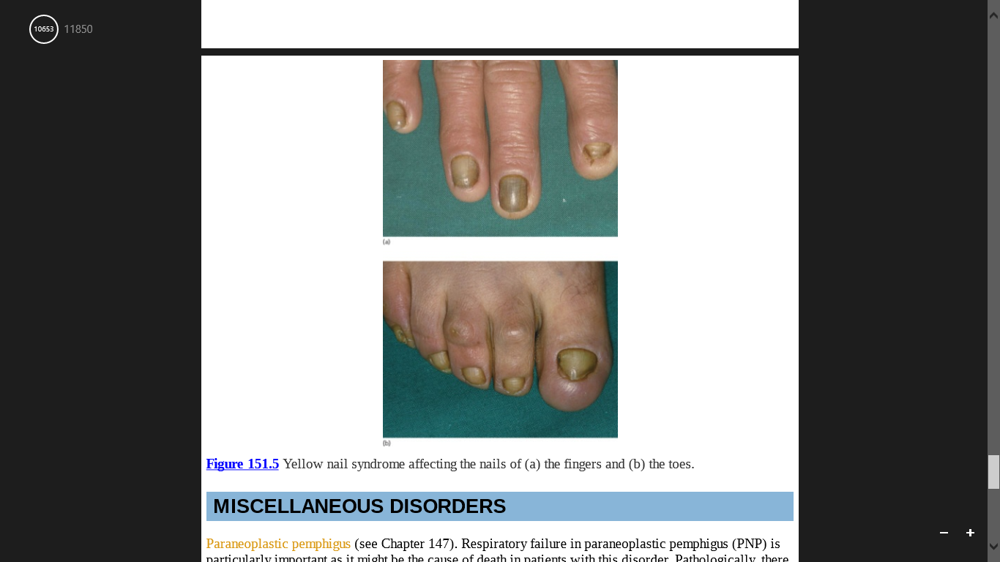 10653 11850
(a)
(b)
Figure 151.5 Yellow nail syndrome affecting the nails of (a) the fingers and (b) the toes.
MISCELLANEOUS DISORDERS
Paraneoplastic pemphigus (see Chapter 147). Respiratory failure in paraneoplastic pemphigus (PNP) is
particularly important as it might be the cause of death in patients with this disorder. Pathologically, there